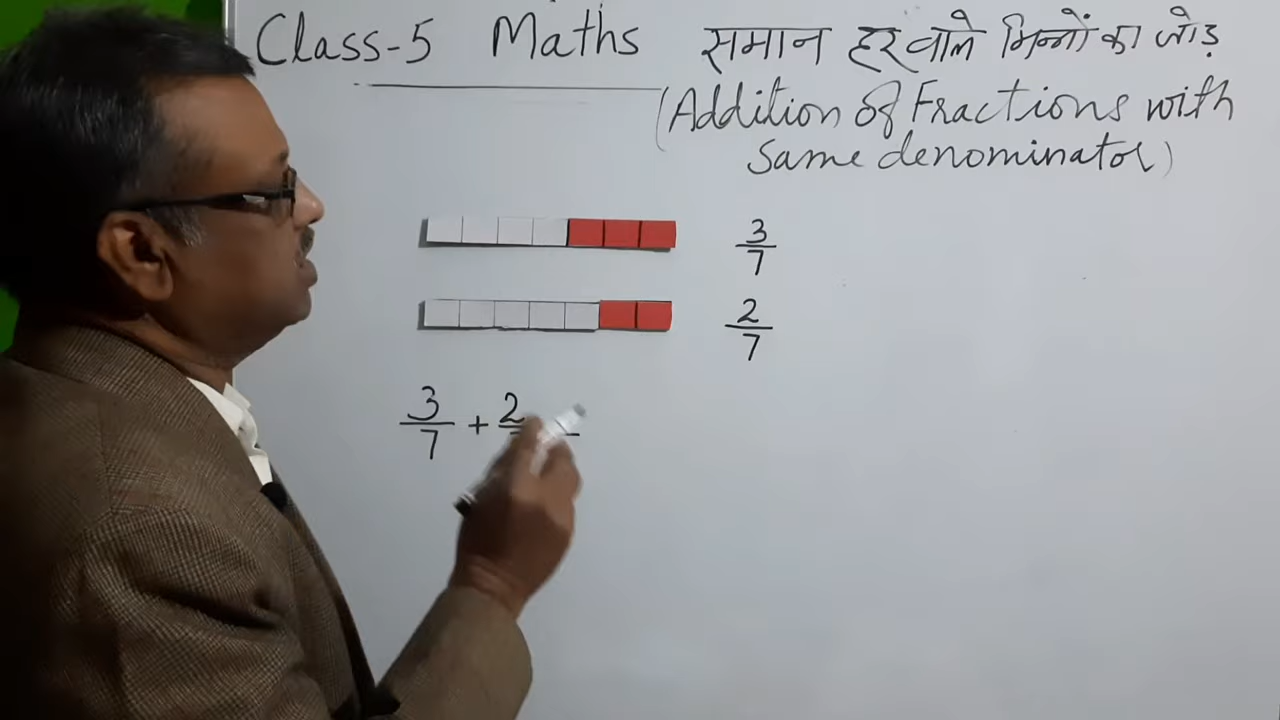 Class-5 Maths समान हर वाले भिन्नों का जोड़
(Addition of Fractions with
same denominator)
3/7
2/7
3/7 + 2